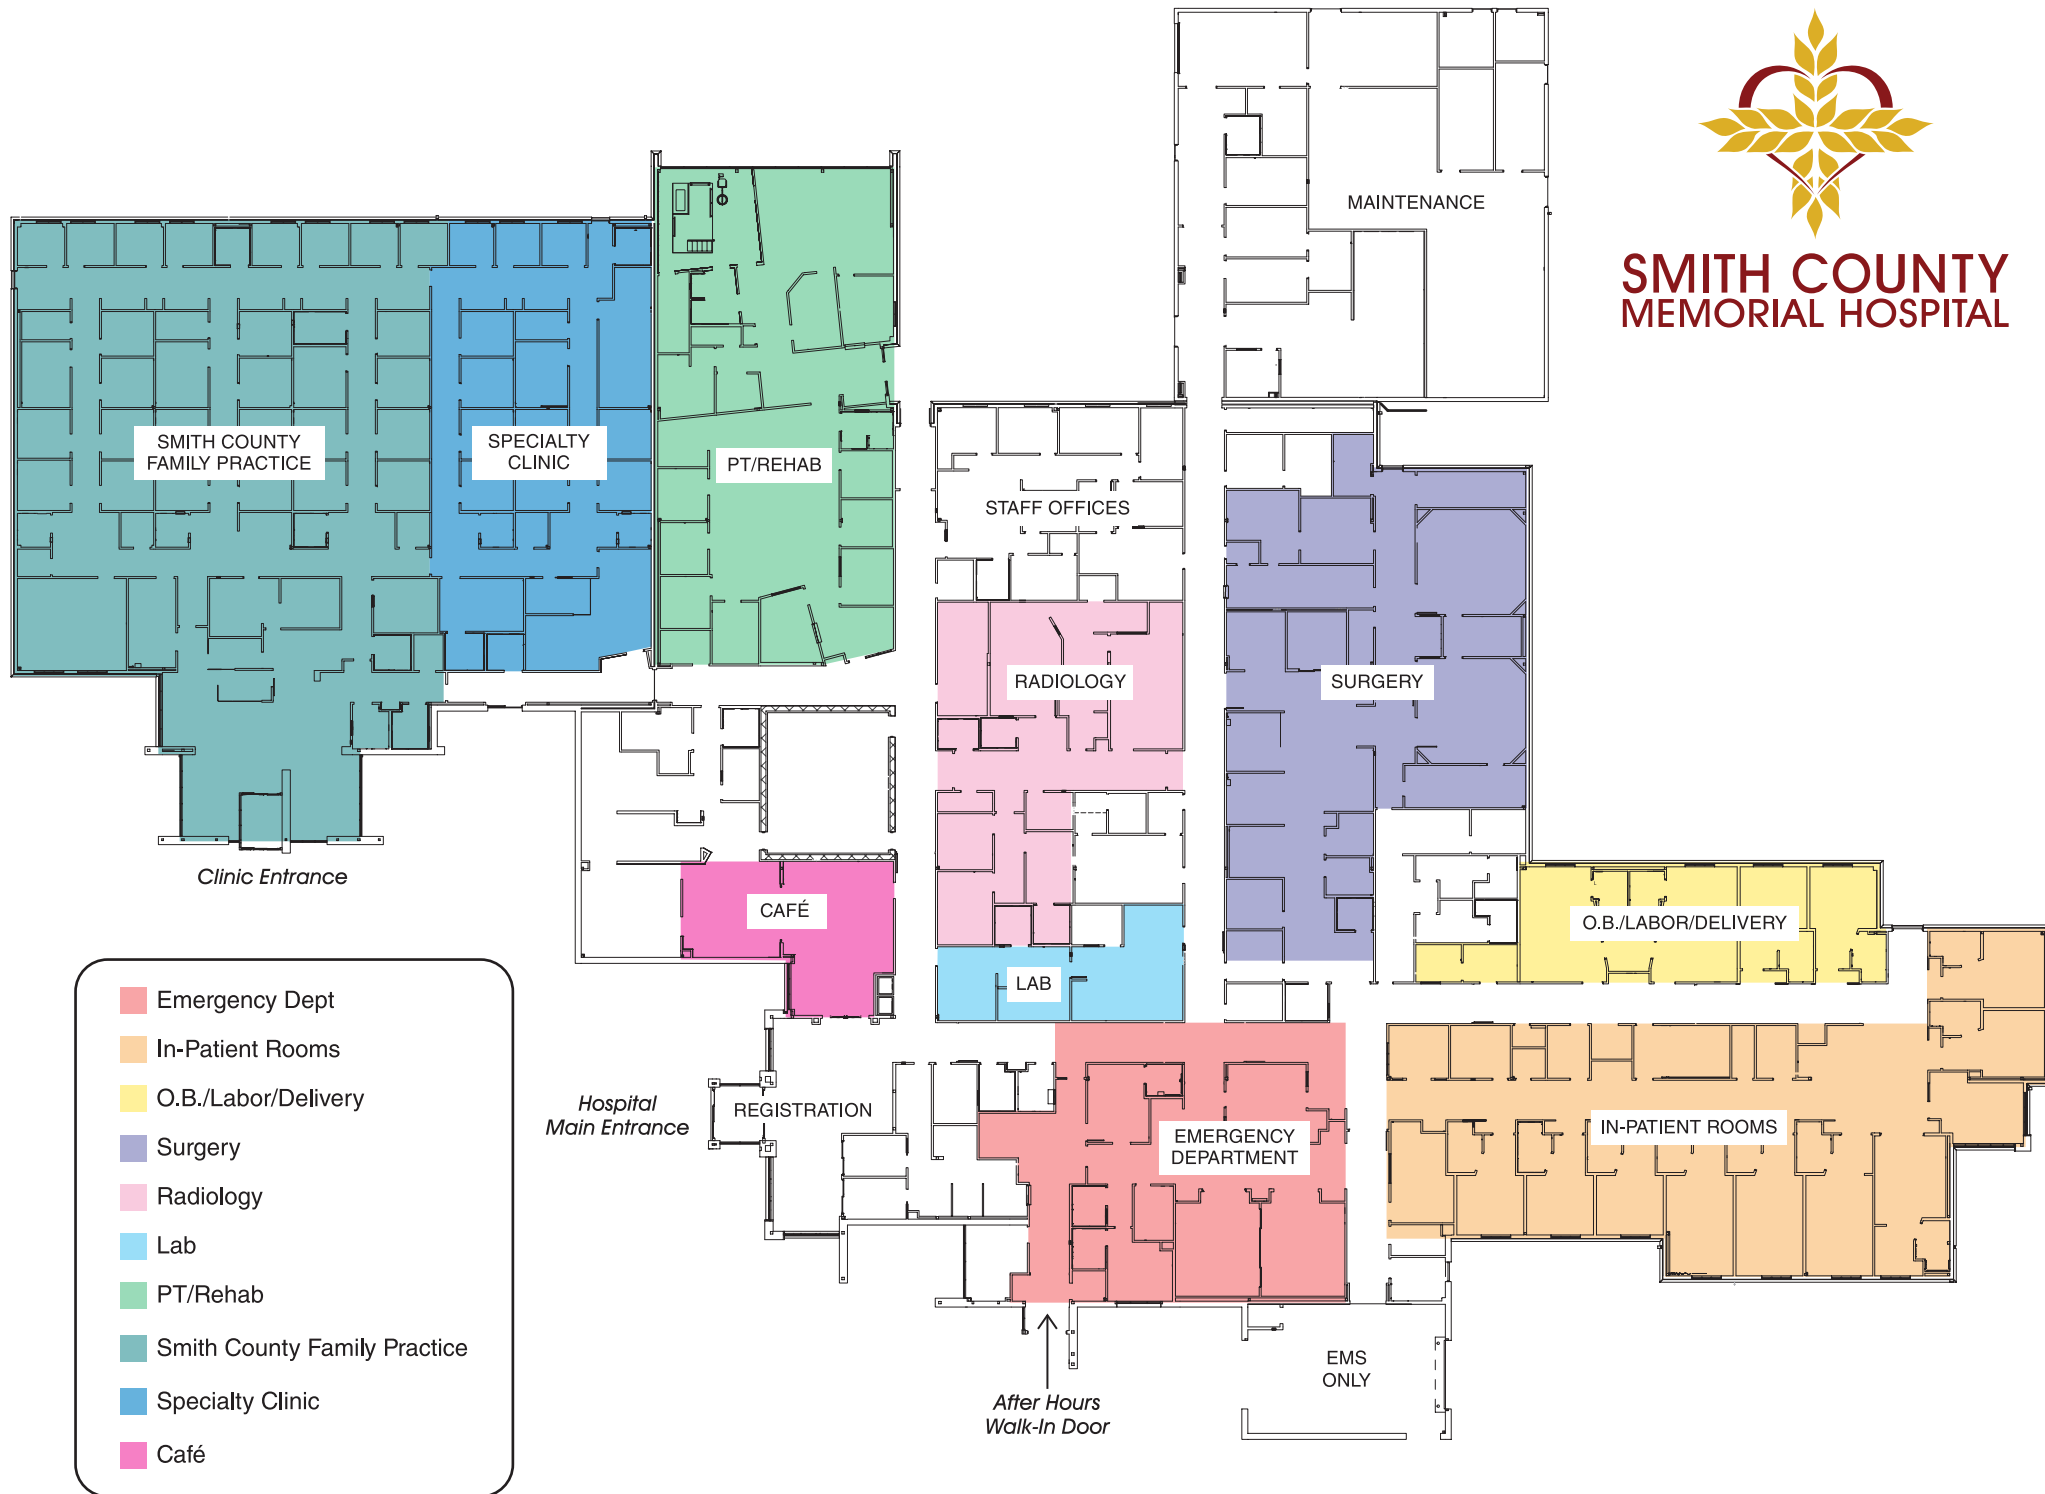 SMITH COUNTY
MEMORIAL HOSPITAL
MAINTENANCE
SMITH COUNTY
FAMILY PRACTICE
SPECIALTY
CLINIC
PT/REHAB
STAFF OFFICES
RADIOLOGY
SURGERY
Clinic Entrance
CAFÉ
O.B./LABOR/DELIVERY
LAB
Hospital
Main Entrance
REGISTRATION
EMERGENCY
DEPARTMENT
IN-PATIENT ROOMS
EMS
ONLY
After Hours
Walk-In Door
Emergency Dept
In-Patient Rooms
O.B./Labor/Delivery
Surgery
Radiology
Lab
PT/Rehab
Smith County Family Practice
Specialty Clinic
Café